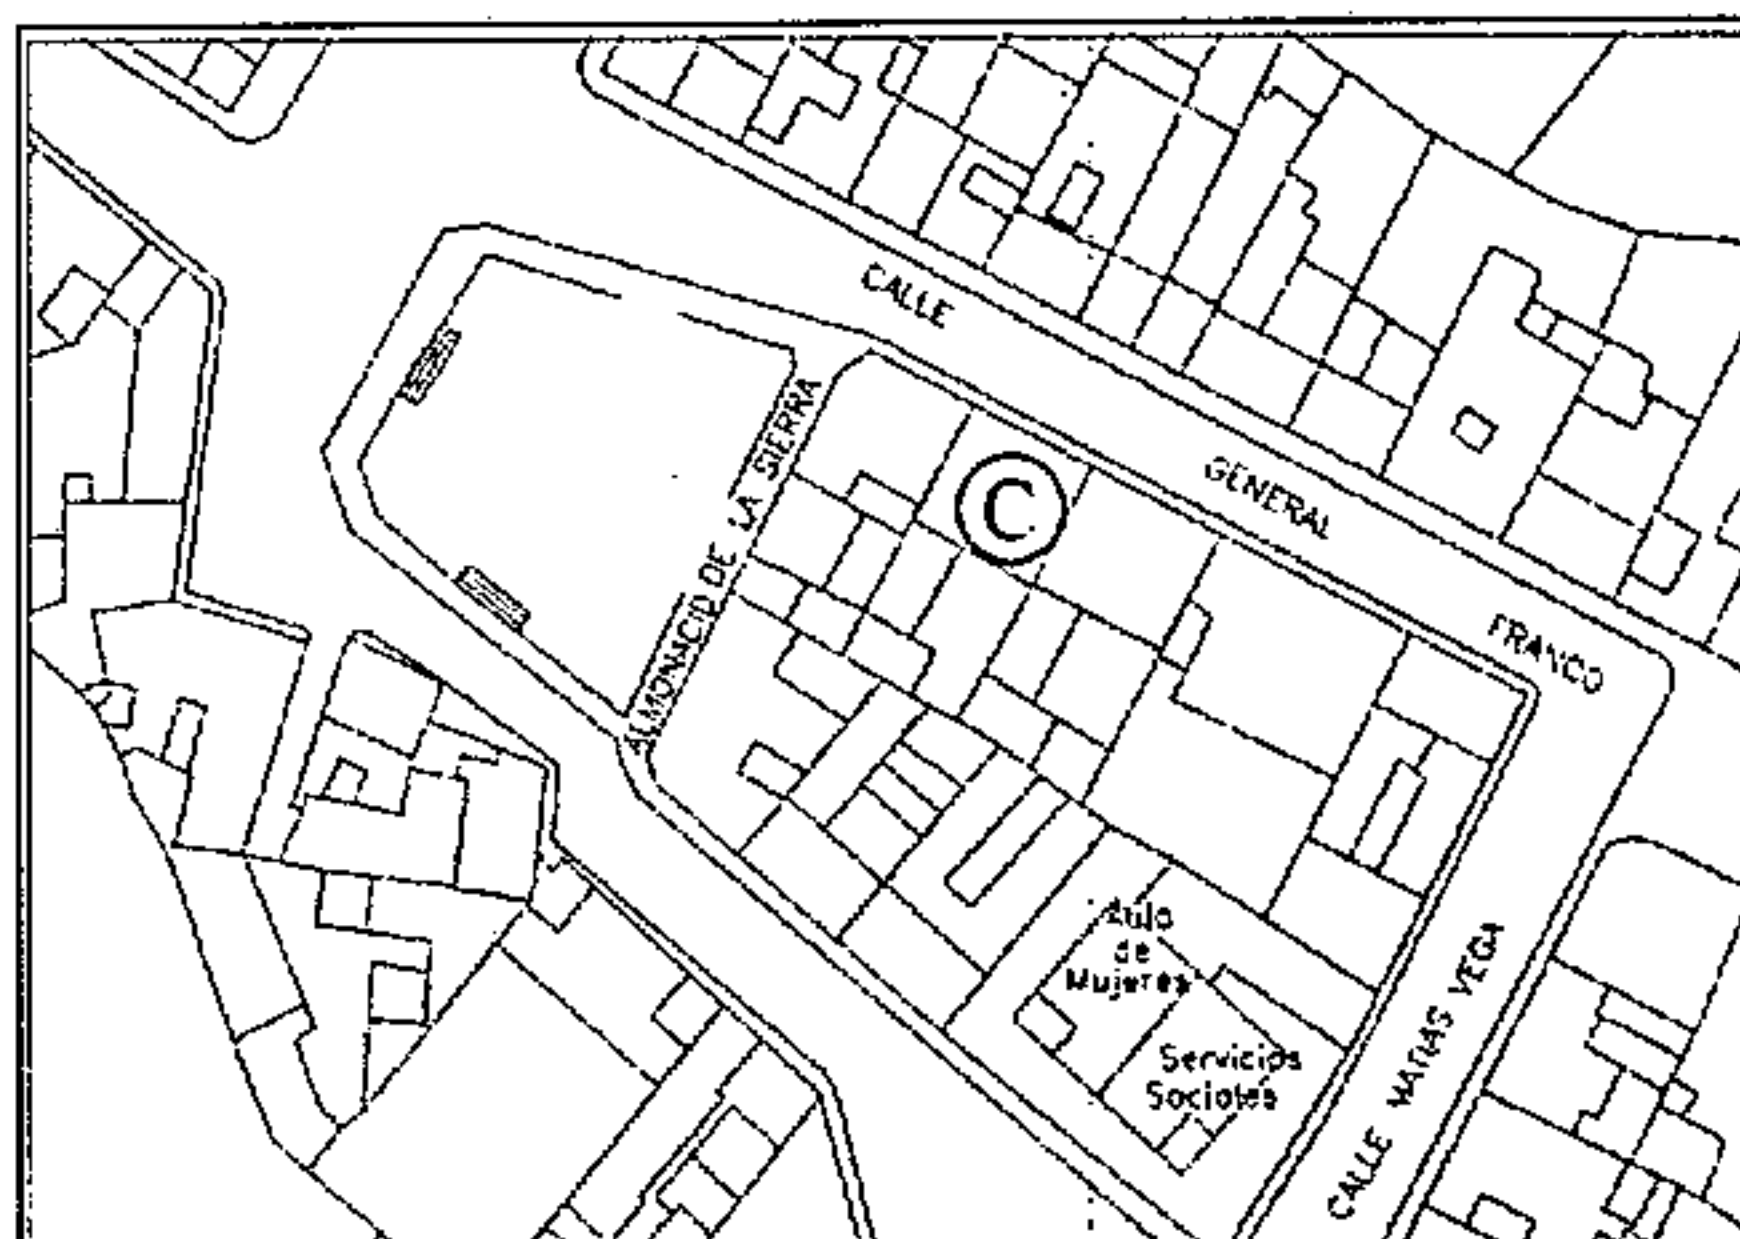 CALLE
GENERAL
FRANCO
ALMONACID DE LA SIERRA
C
Aula
de
Mujeres
Servicios
Sociales
CALLE MATIAS VEGA